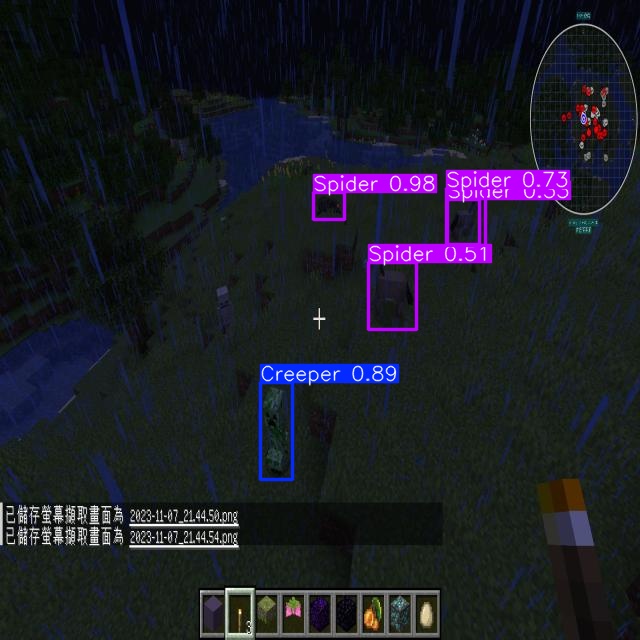 Spider 0.98
Spider 0.73
Spider 0.51
Creeper 0.89
已儲存螢幕擷取畫面為 2023-11-07_21.44.50.png
已儲存螢幕擷取畫面為 2023-11-07_21.44.54.png
3